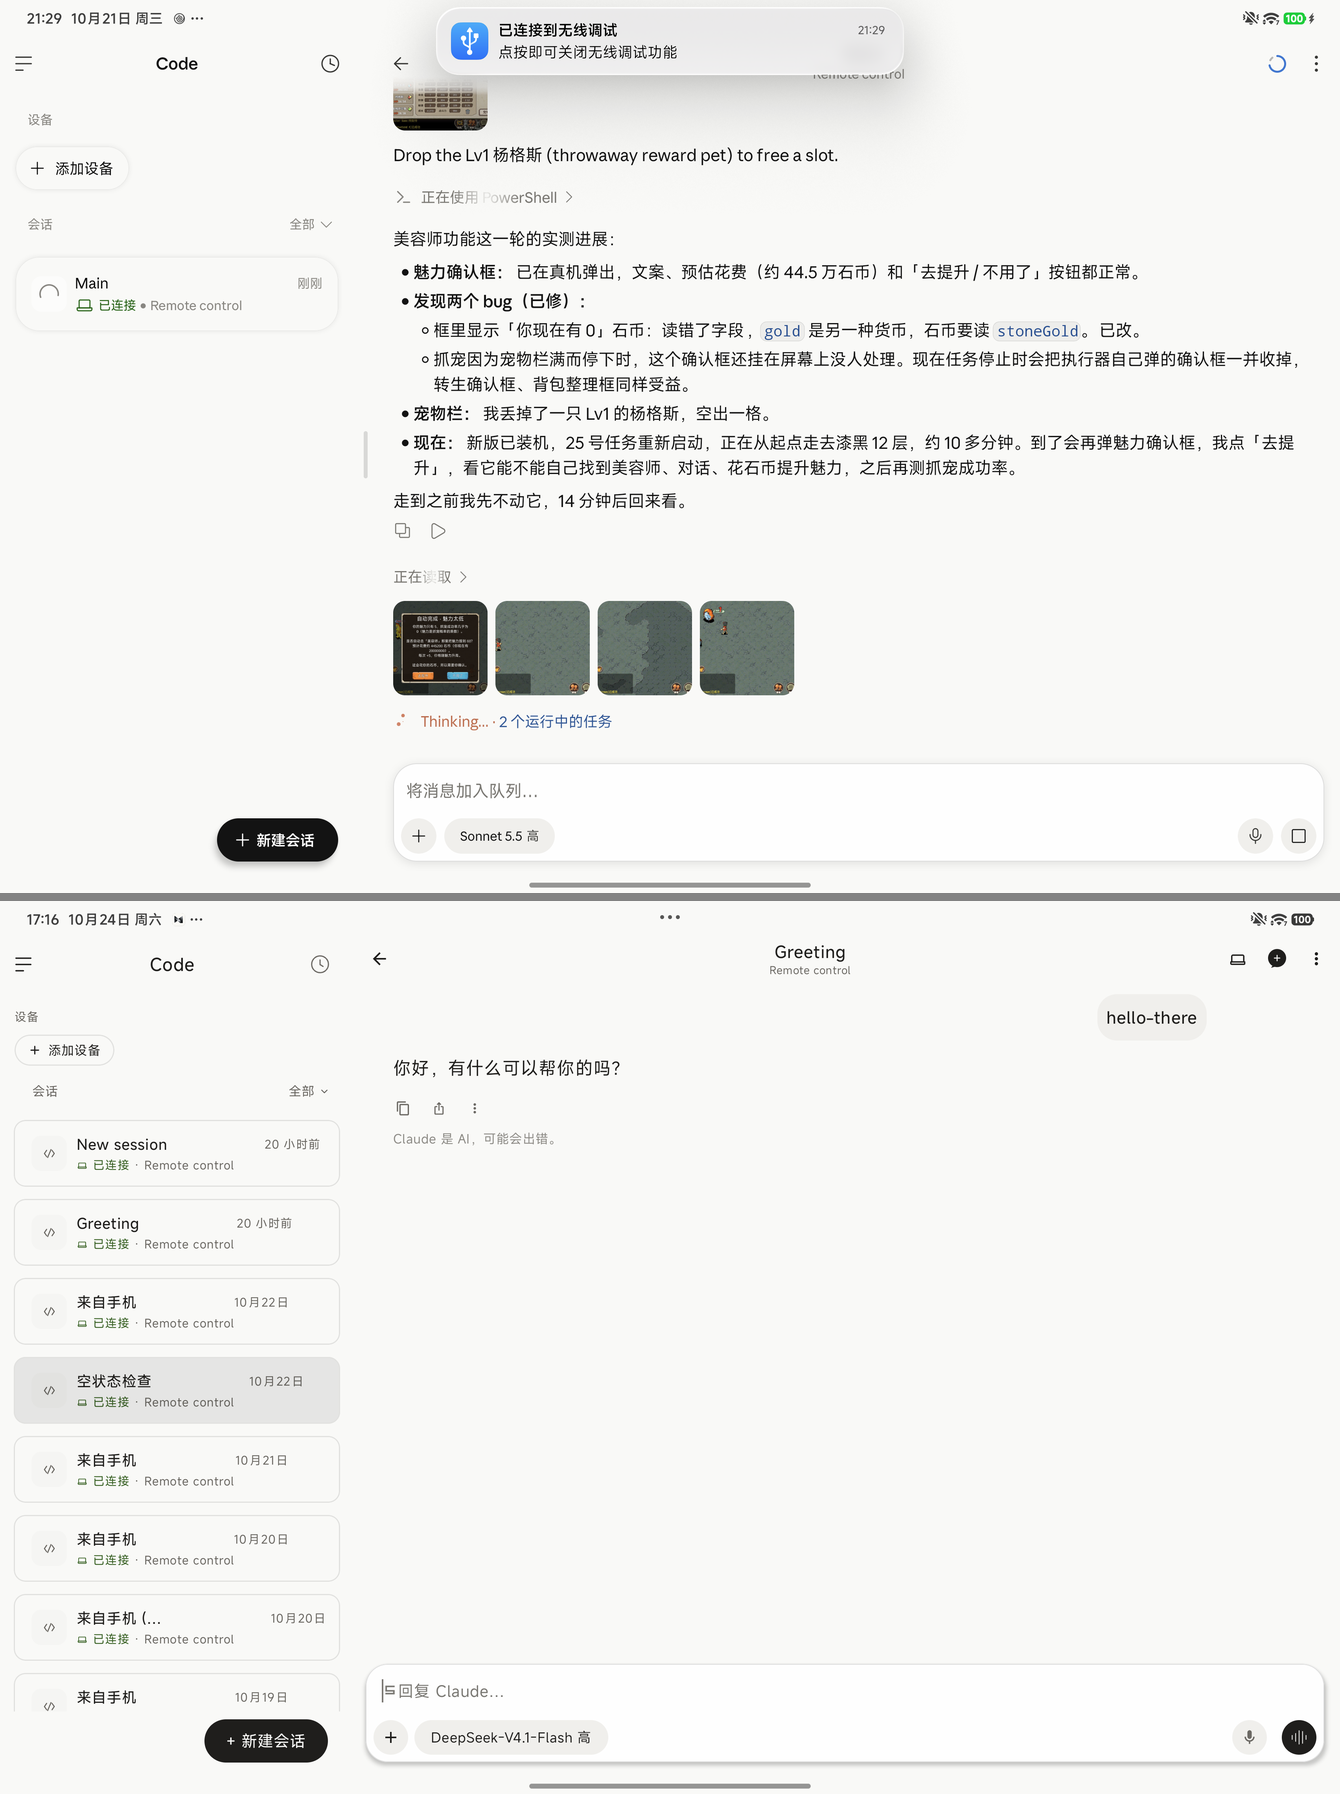 21:29 10月21日 周三
Code
设备
添加设备
会话
全部
Main
刚刚
已连接 • Remote control
新建会话
已连接到无线调试
21:29
点按即可关闭无线调试功能
100
Remote control
Drop the Lv1 杨格斯 (throwaway reward pet) to free a slot.
正在使用 PowerShell
美容师功能这一轮的实测进展：
• 魅力确认框： 已在真机弹出，文案、预估花费（约 44.5 万石币）和「去提升 / 不用了」按钮都正常。
• 发现两个 bug（已修）：
框里显示「你现在有 0」石币：读错了字段，gold 是另一种货币，石币要读 stoneGold。已改。
抓宠因为宠物栏满而停下时，这个确认框还挂在屏幕上没人处理。现在任务停止时会把执行器自己弹的确认框一并收掉，
转生确认框、背包整理框同样受益。
• 宠物栏： 我丢掉了一只 Lv1 的杨格斯，空出一格。
• 现在： 新版已装机，25 号任务重新启动，正在从起点走去漆黑 12 层，约 10 多分钟。到了会再弹魅力确认框，我点「去提
升」，看它能不能自己找到美容师、对话、花石币提升魅力，之后再测抓宠成功率。
走到之前我先不动它，14 分钟后回来看。
正在读取
自动完成 · 魅力太低
Thinking... · 2 个运行中的任务
将消息加入队列...
Sonnet 5.5 高
17:16 10月24日 周六
100
Code
设备
+ 添加设备
会话
全部
New session
20 小时前
已连接 · Remote control
Greeting
20 小时前
已连接 · Remote control
来自手机
10月22日
已连接 · Remote control
空状态检查
10月22日
已连接 · Remote control
来自手机
10月21日
已连接 · Remote control
来自手机
10月20日
已连接 · Remote control
来自手机 (...
10月20日
已连接 · Remote control
来自手机
10月19日
+ 新建会话
Greeting
Remote control
hello-there
你好，有什么可以帮你的吗？
Claude 是 AI，可能会出错。
回复 Claude...
DeepSeek-V4.1-Flash 高